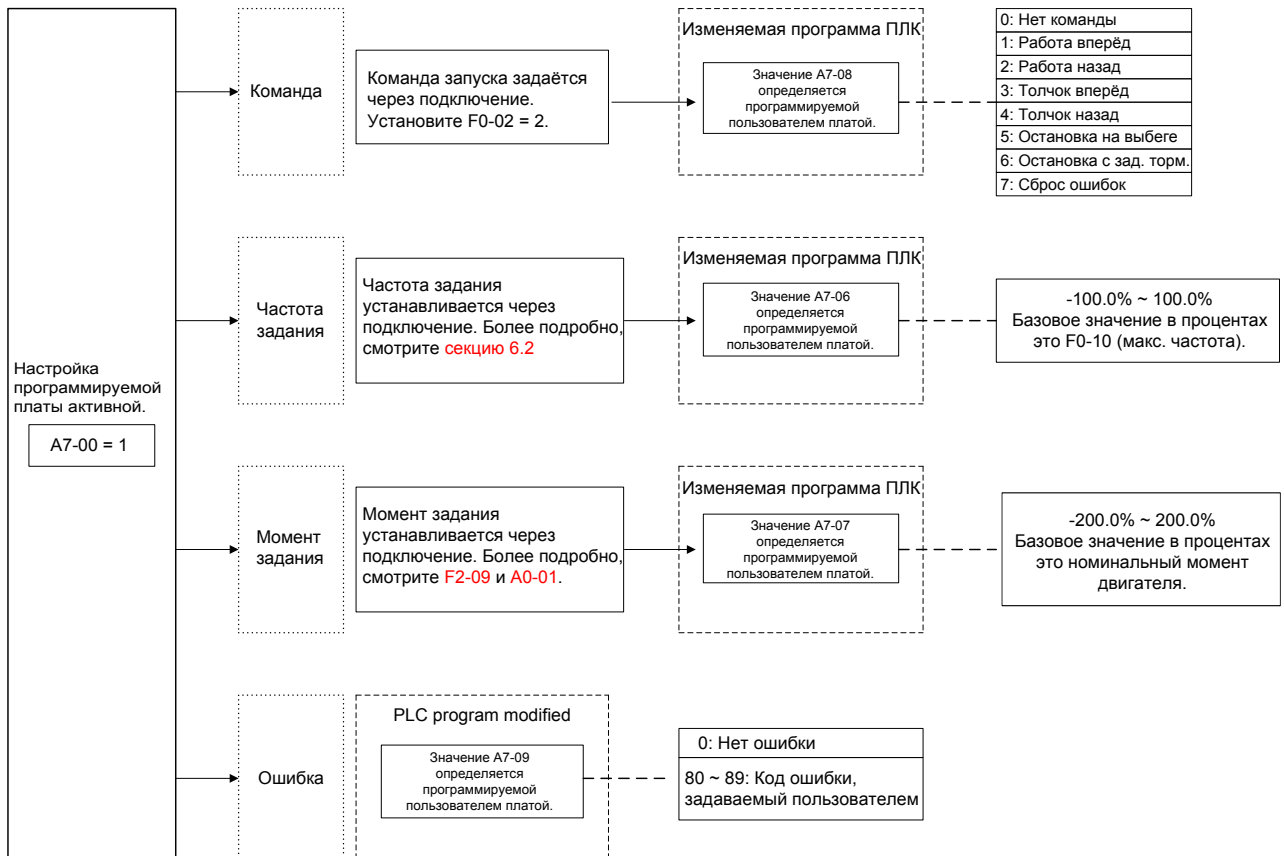 Настройка
программируемой
платы активной.
A7-00 = 1
Команда
Команда запуска задаётся
через подключение.
Установите F0-02 = 2.
Изменяемая программа ПЛК
Значение A7-08
определяется
программируемой
пользователем платой.
0: Нет команды
1: Работа вперёд
2: Работа назад
3: Толчок вперёд
4: Толчок назад
5: Остановка на выбеге
6: Остановка с зад. торм.
7: Сброс ошибок
Частота
задания
Частота задания
устанавливается через
подключение. Более подробно,
смотрите секцию 6.2
Изменяемая программа ПЛК
Значение A7-06
определяется
программируемой
пользователем платой.
-100.0% ~ 100.0%
Базовое значение в процентах
это F0-10 (макс. частота).
Момент
задания
Момент задания
устанавливается через
подключение. Более подробно,
смотрите F2-09 и A0-01.
Изменяемая программа ПЛК
Значение A7-07
определяется
программируемой
пользователем платой.
-200.0% ~ 200.0%
Базовое значение в процентах
это номинальный момент
двигателя.
Ошибка
PLC program modified
Значение A7-09
определяется
программируемой
пользователем платой.
0: Нет ошибки
80 ~ 89: Код ошибки,
задаваемый пользователем